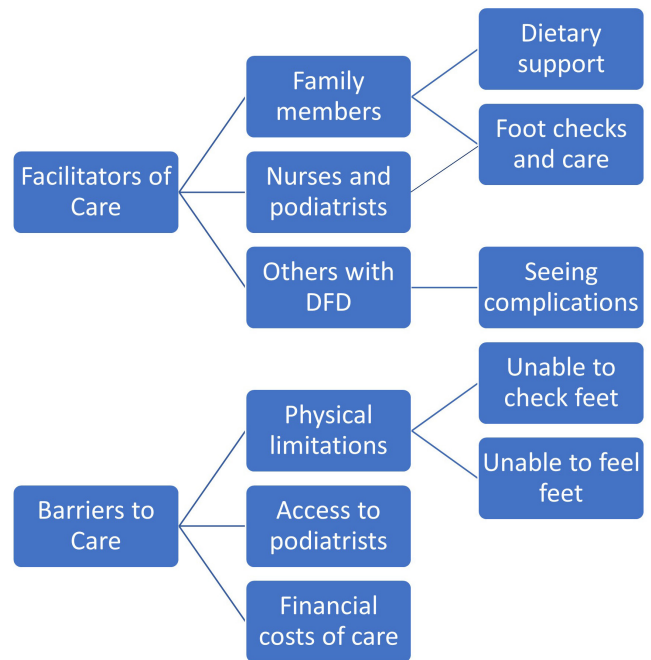 Facilitators of
Care
Family
members
Dietary
support
Foot checks
and care
Nurses and
podiatrists
Others with
DFD
Seeing
complications
Barriers to
Care
Physical
limitations
Unable to
check feet
Unable to feel
feet
Access to
podiatrists
Financial
costs of care